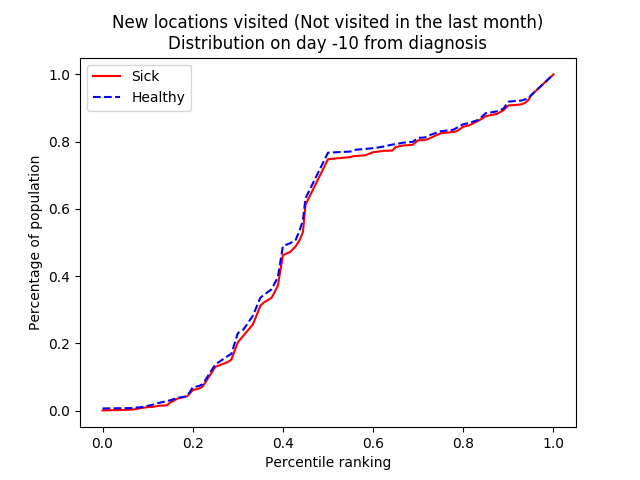 New locations visited (Not visited in the last month)
Distribution on day -10 from diagnosis
Sick
Healthy
Percentage of population
1.0
0.8
0.6
0.4
0.2
0.0
0.0 0.2 0.4 0.6 0.8 1.0
Percentile ranking